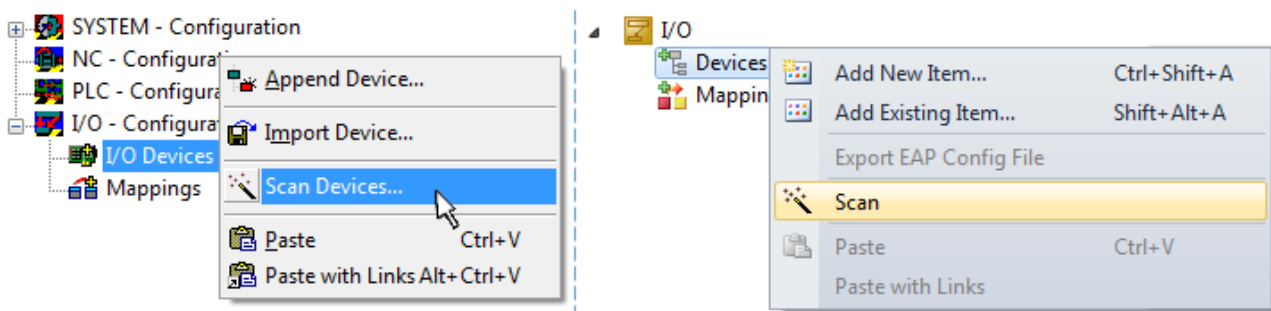 SYSTEM - Configuration
NC - Configurati
PLC - Configura
I/O - Configurat
I/O Devices
Mappings
Append Device...
Import Device...
Scan Devices...
Paste Ctrl+V
Paste with Links Alt+Ctrl+V
I/O
Devices
Mappin
Add New Item... Ctrl+Shift+A
Add Existing Item... Shift+Alt+A
Export EAP Config File
Scan
Paste Ctrl+V
Paste with Links